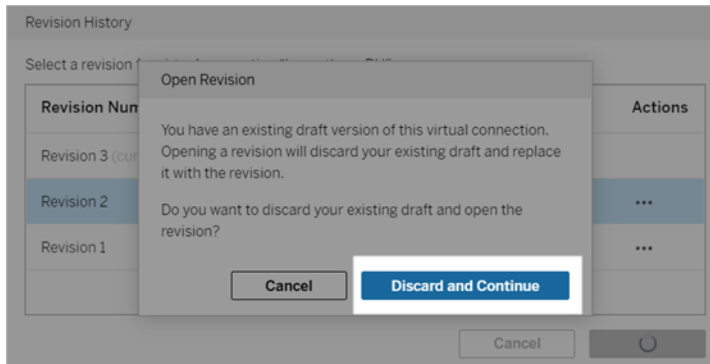 Revision History
Select a revision
Open Revision
Revision Num
Actions
You have an existing draft version of this virtual connection.
Opening a revision will discard your existing draft and replace
it with the revision.
Revision 3 (cur
Revision 2
•••
Do you want to discard your existing draft and open the
revision?
Revision 1
•••
Cancel
Discard and Continue
Cancel